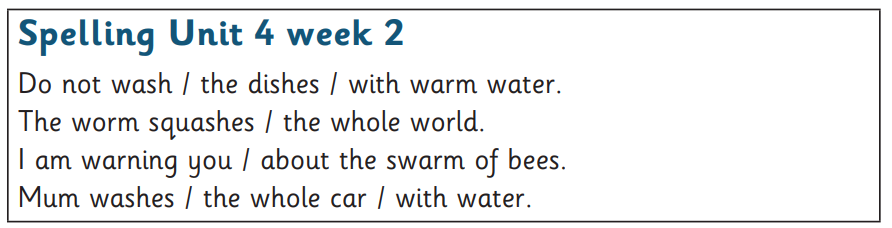 Spelling Unit 4 week 2
Do not wash / the dishes / with warm water.
The worm squashes / the whole world.
I am warning you / about the swarm of bees.
Mum washes / the whole car / with water.